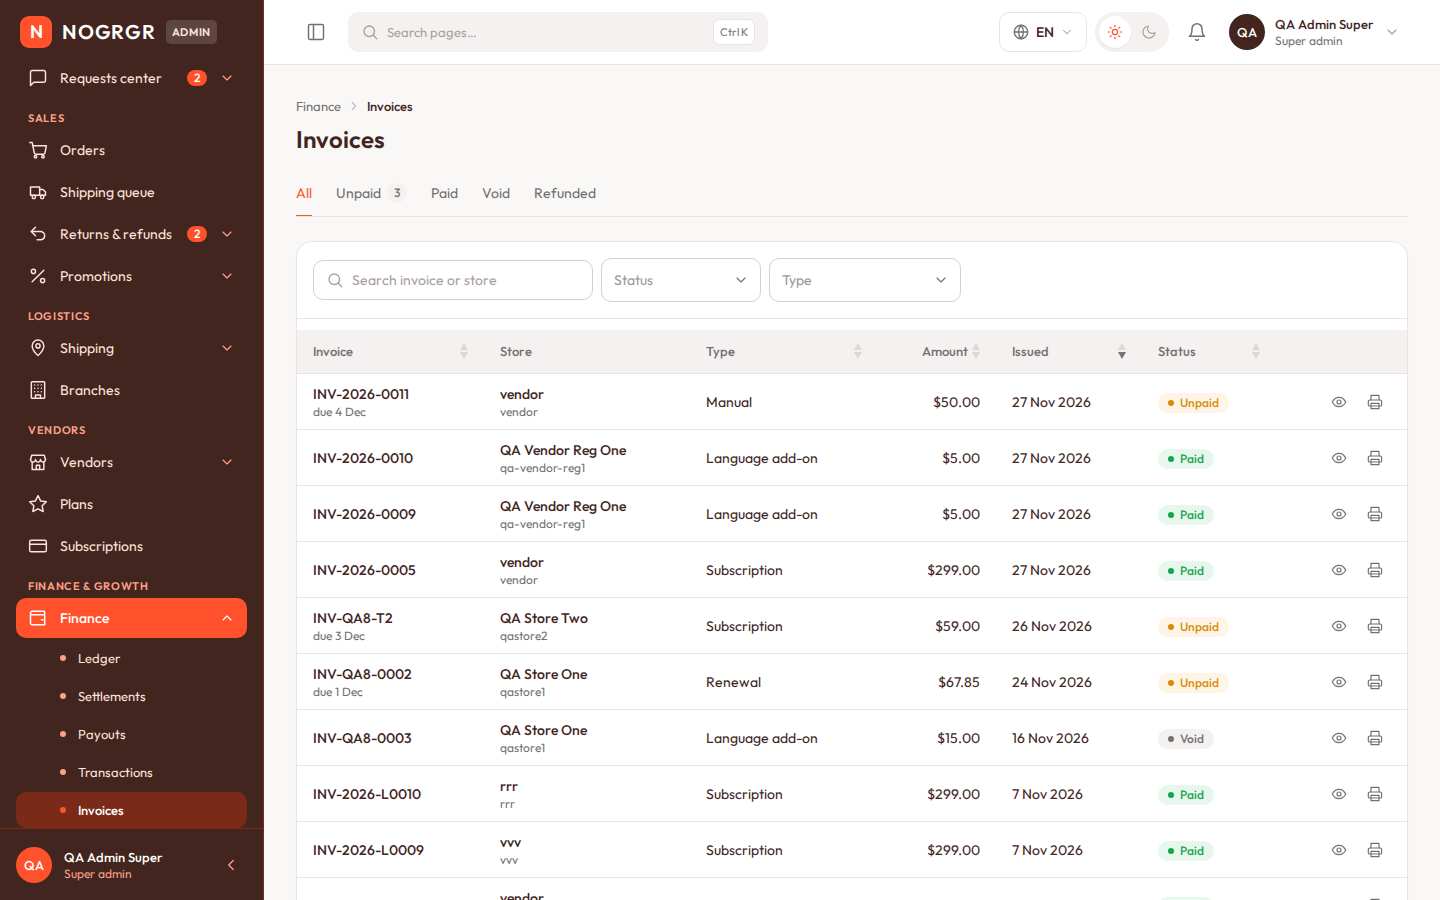 N NOGRGR ADMIN
Search pages...
Ctrl K
EN
QA
QA Admin Super
Super admin
Requests center 2
SALES
Orders
Shipping queue
Returns & refunds 2
Promotions
LOGISTICS
Shipping
Branches
VENDORS
Vendors
Plans
Subscriptions
FINANCE & GROWTH
Finance
Ledger
Settlements
Payouts
Transactions
Invoices
QA
QA Admin Super
Super admin
Finance Invoices
Invoices
All Unpaid 3 Paid Void Refunded
Search invoice or store Status Type
Invoice Store Type Amount Issued Status
INV-2026-0011 vendor Manual $50.00 27 Nov 2026 Unpaid
due 4 Dec vendor
INV-2026-0010 QA Vendor Reg One Language add-on $5.00 27 Nov 2026 Paid
qa-vendor-reg1
INV-2026-0009 QA Vendor Reg One Language add-on $5.00 27 Nov 2026 Paid
qa-vendor-reg1
INV-2026-0005 vendor Subscription $299.00 27 Nov 2026 Paid
vendor
INV-QA8-T2 QA Store Two Subscription $59.00 26 Nov 2026 Unpaid
due 3 Dec qastore2
INV-QA8-0002 QA Store One Renewal $67.85 24 Nov 2026 Unpaid
due 1 Dec qastore1
INV-QA8-0003 QA Store One Language add-on $15.00 16 Nov 2026 Void
qastore1
INV-2026-L0010 rrr Subscription $299.00 7 Nov 2026 Paid
rrr
INV-2026-L0009 vvv Subscription $299.00 7 Nov 2026 Paid
vvv
vendor